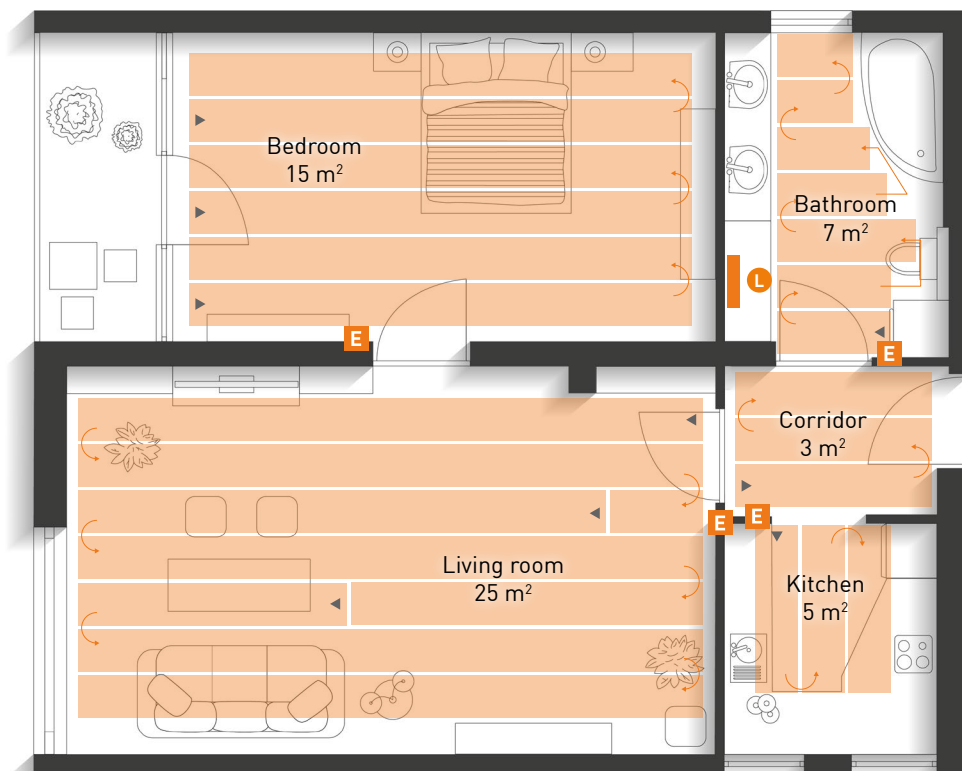 Bedroom
15 m²
Bathroom
7 m²
L
E
E
Corridor
3 m²
E
E
Living room
25 m²
Kitchen
5 m²